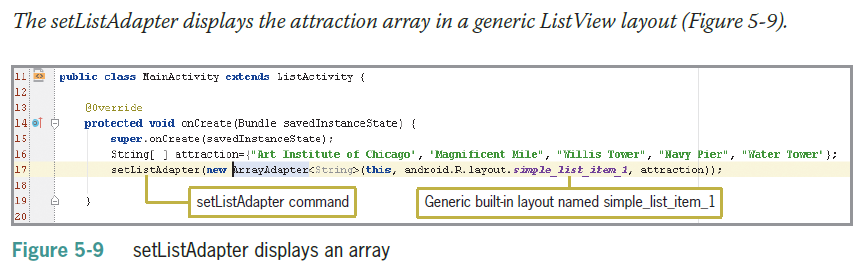 The setListAdapter displays the attraction array in a generic ListView layout (Figure 5-9).
11 public class MainActivity extends ListActivity {
12
13 @Override
14 protected void onCreate(Bundle savedInstanceState) {
15 super.onCreate(savedInstanceState);
16 String[ ] attraction={"Art Institute of Chicago", "Magnificent Mile", "Willis Tower", "Navy Pier", "Water Tower"};
17 setListAdapter(new ArrayAdapter<String>(this, android.R.layout.simple_list_item_1, attraction));
18
19 }
20
setListAdapter command
Generic built-in layout named simple_list_item_1
Figure 5-9 setListAdapter displays an array